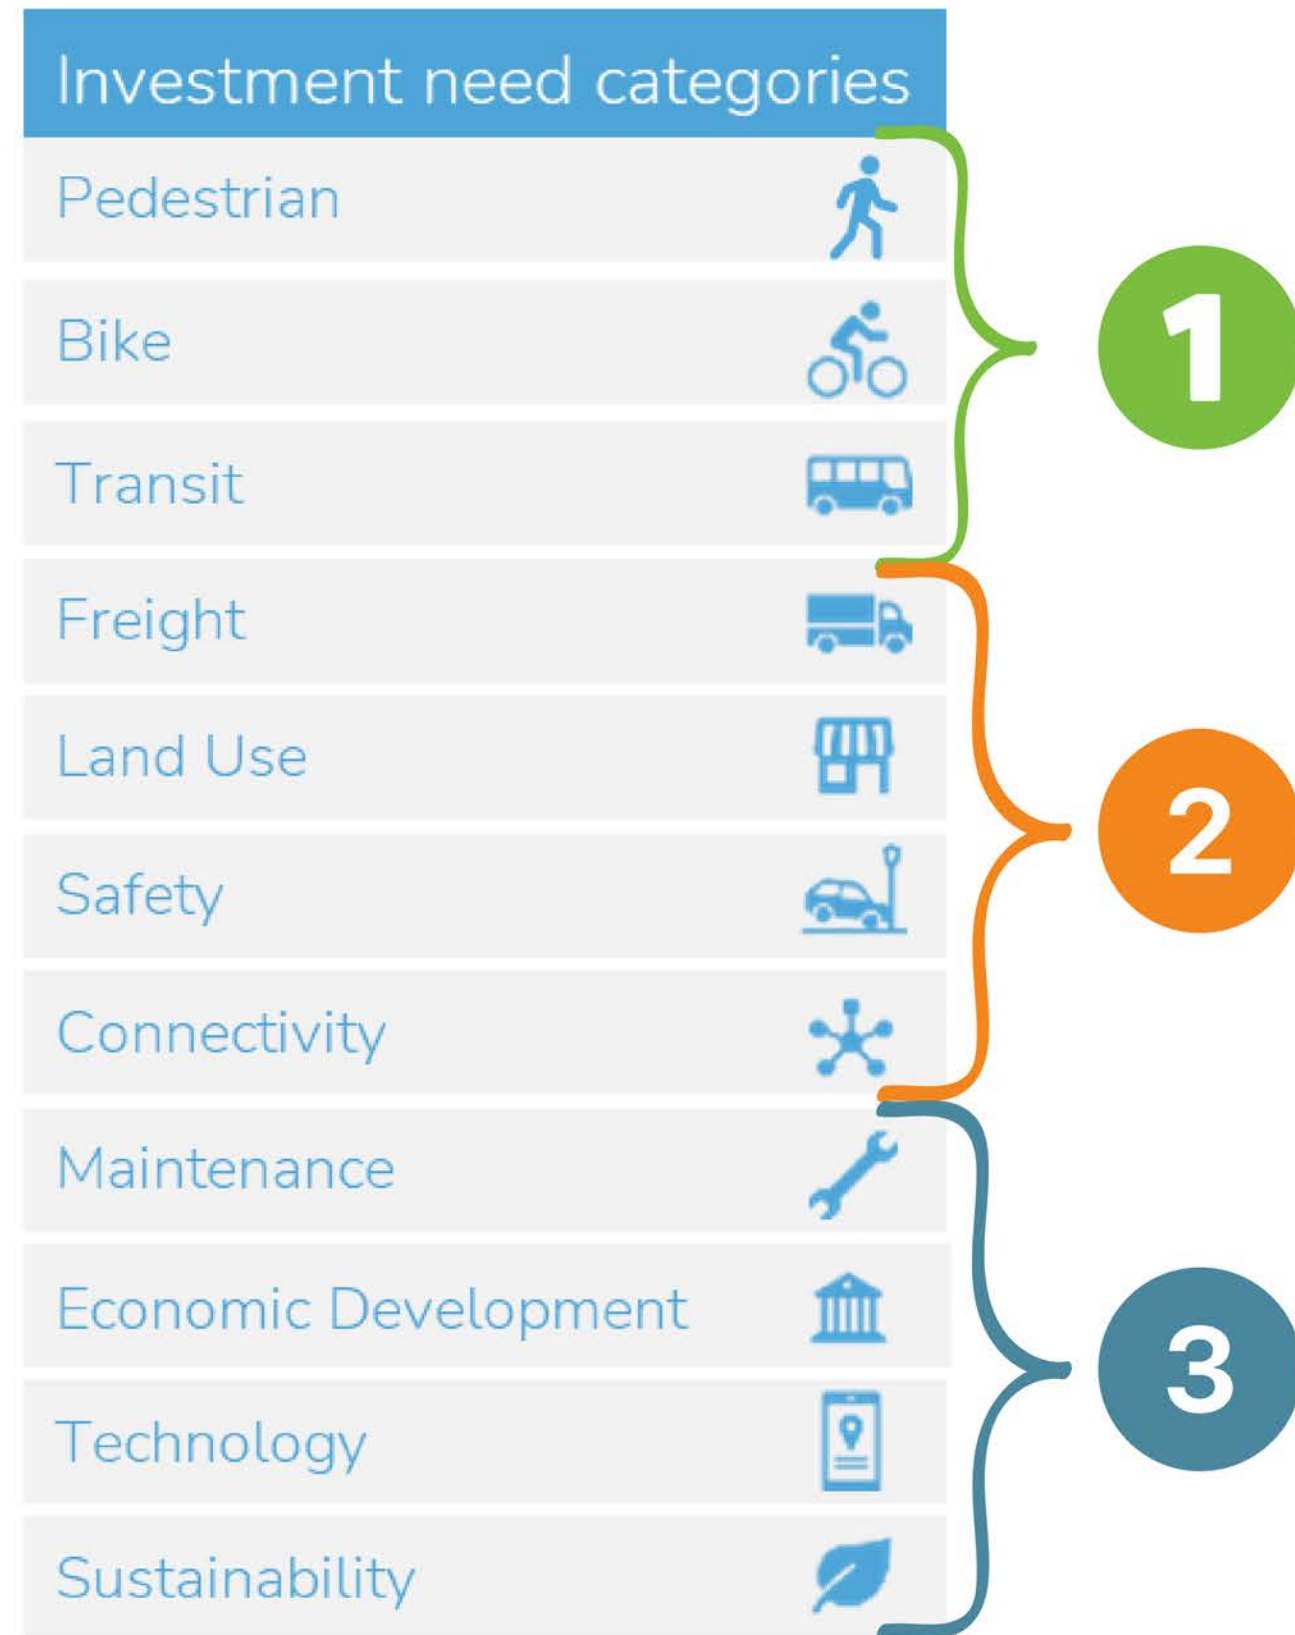 Investment need categories
Pedestrian
Bike
Transit
1
Freight
Land Use
Safety
Connectivity
2
Maintenance
Economic Development
Technology
Sustainability
3